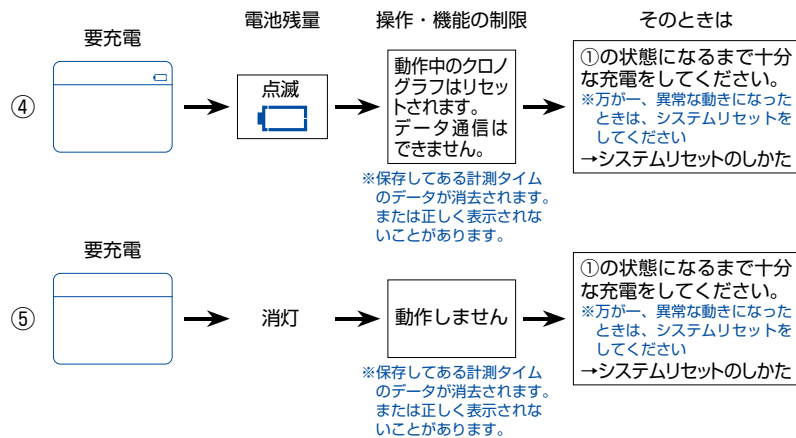 電池残量
操作・機能の制限
そのときは
要充電
④
点滅
動作中のクロノ
グラフはリセッ
トされます。
データ通信は
できません。
※保存してある計測タイム
のデータが消去されます。
または正しく表示されな
いことがあります。
①の状態になるまで十分
な充電をしてください。
※万が一、異常な動きになった
ときは、システムリセットを
してください
→システムリセットのしかた
要充電
⑤
消灯
動作しません
※保存してある計測タイム
のデータが消去されます。
または正しく表示されな
いことがあります。
①の状態になるまで十分
な充電をしてください。
※万が一、異常な動きになった
ときは、システムリセットを
してください
→システムリセットのしかた